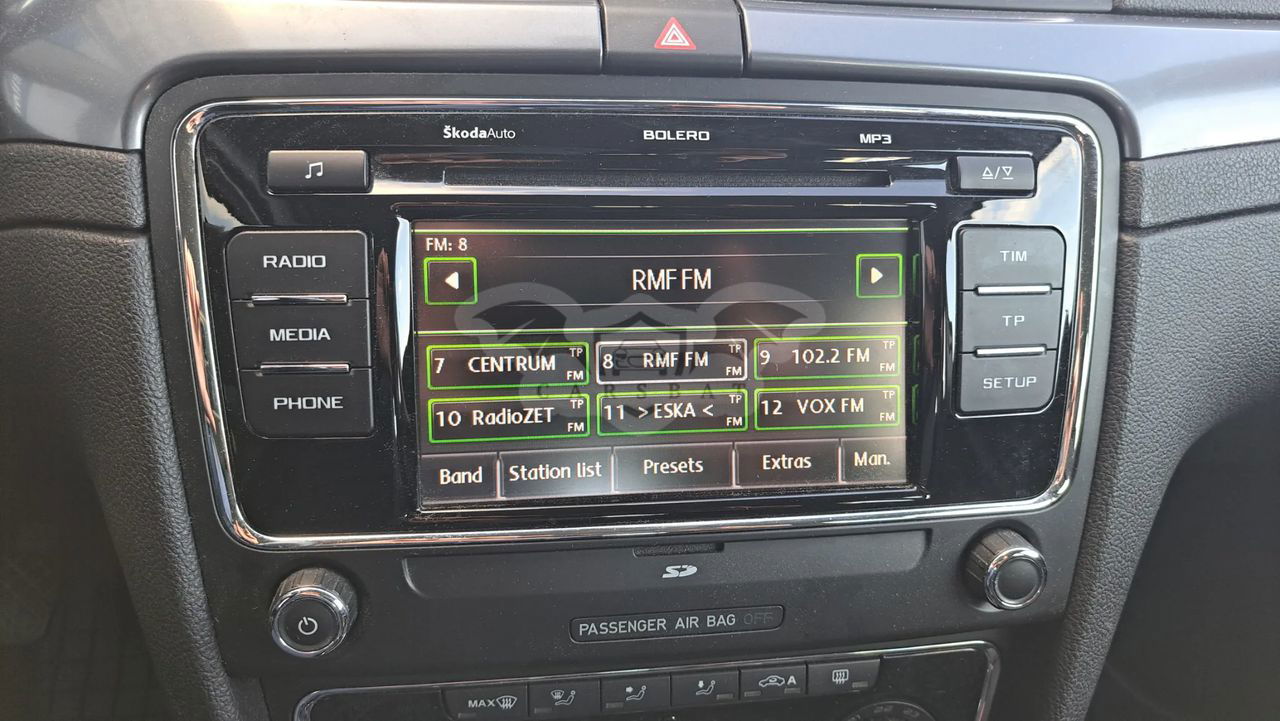 ŠkodaAuto BOLERO MP3
RADIO
MEDIA
PHONE
TIM
TP
SETUP
FM: 8
RMF FM
7 CENTRUM TP FM
8 RMF FM TP FM
9 102.2 FM TP FM
10 RadioZET TP FM
11 >ESKA< TP FM
12 VOX FM TP FM
Band Station list Presets Extras Man.
CARSBAT
SD
PASSENGER AIR BAG OFF
MAX A